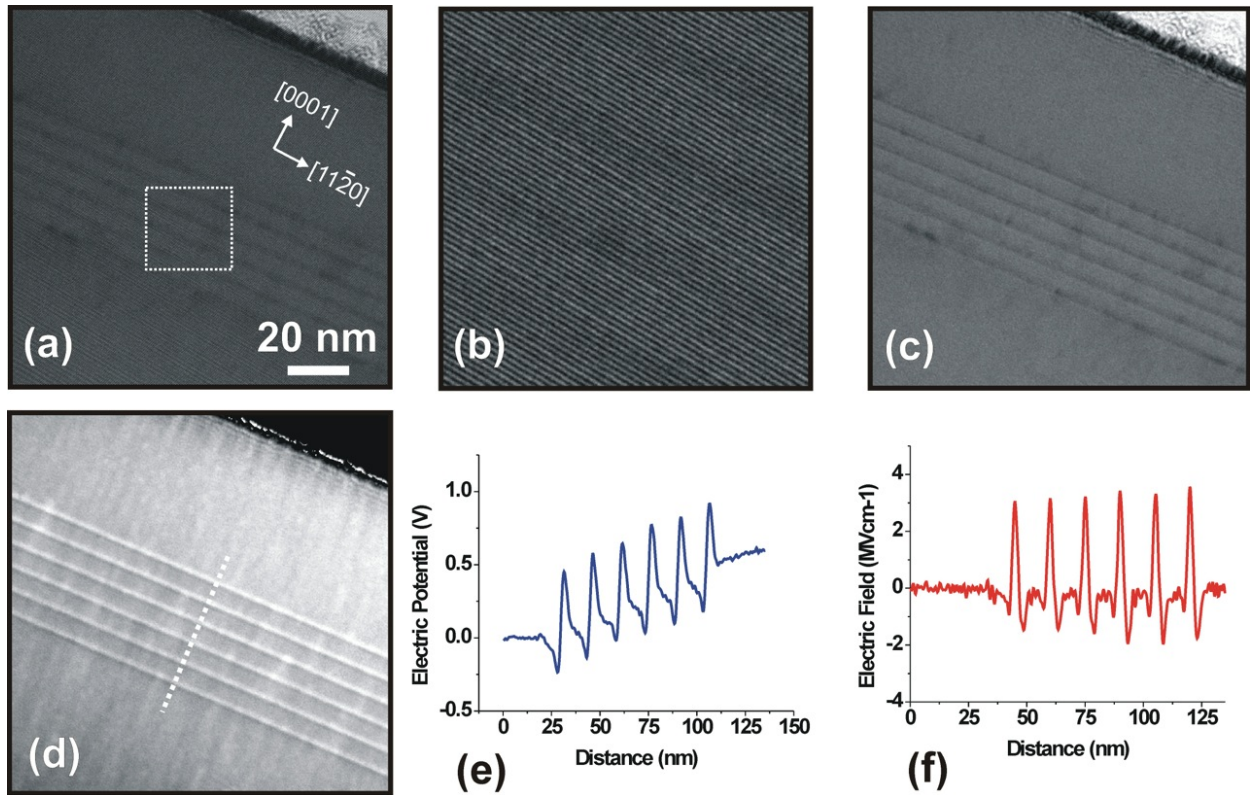 [0001]
[112̄0]
(a)
20 nm
(b)
(c)
(d)
Electric Potential (V)
1.0
0.5
0.0
-0.5
0 25 50 75 100 125 150
Distance (nm)
(e)
Electric Field (MVcm-1)
4
2
0
-2
-4
0 25 50 75 100 125
Distance (nm)
(f)